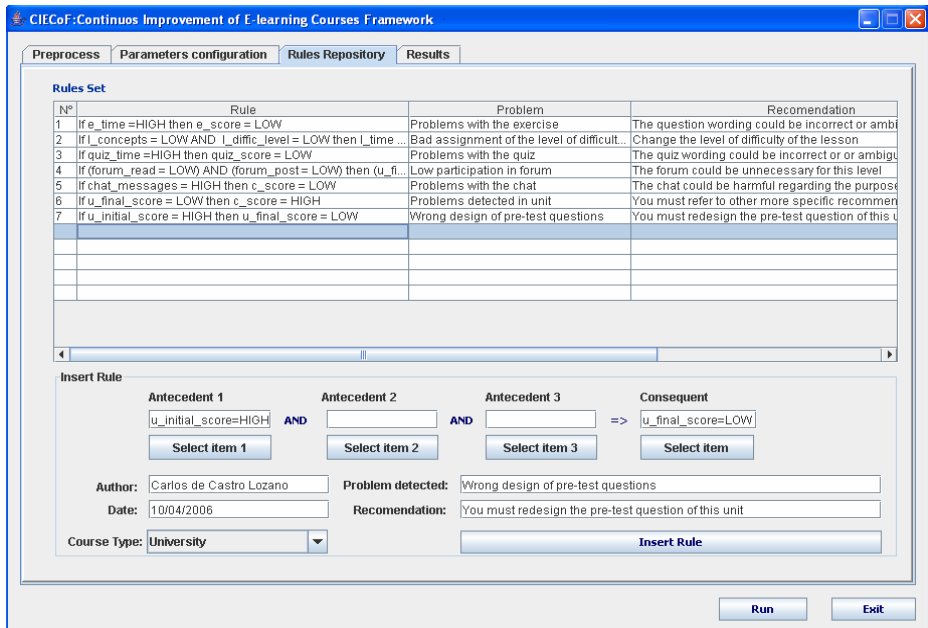 CIECoF:Continuos Improvement of E-learning Courses Framework
Preprocess Parameters configuration Rules Repository Results
Rules Set
Nº Rule Problem Recomendation
1 If e_time =HIGH then e_score = LOW Problems with the exercise The question wording could be incorrect or ambi
2 If l_concepts = LOW AND l_diffic_level = LOW then l_time ... Bad assignment of the level of difficult... Change the level of difficulty of the lesson
3 If quiz_time =HIGH then quiz_score = LOW Problems with the quiz The quiz wording could be incorrect or or ambigu
4 If (forum_read = LOW) AND (forum_post = LOW) then (u_fi... Low participation in forum The forum could be unnecessary for this level
5 If chat_messages = HIGH then c_score = LOW Problems with the chat The chat could be harmful regarding the purpose
6 If u_final_score = LOW then c_score = HIGH Problems detected in unit You must refer to other more specific recommen
7 If u_initial_score = HIGH then u_final_score = LOW Wrong design of pre-test questions You must redesign the pre-test question of this u
Insert Rule
Antecedent 1 Antecedent 2 Antecedent 3 Consequent
u_initial_score=HIGH AND AND => u_final_score=LOW
Select item 1 Select item 2 Select item 3 Select item
Author: Carlos de Castro Lozano Problem detected: Wrong design of pre-test questions
Date: 10/04/2006 Recomendation: You must redesign the pre-test question of this unit
Course Type: University Insert Rule
Run Exit